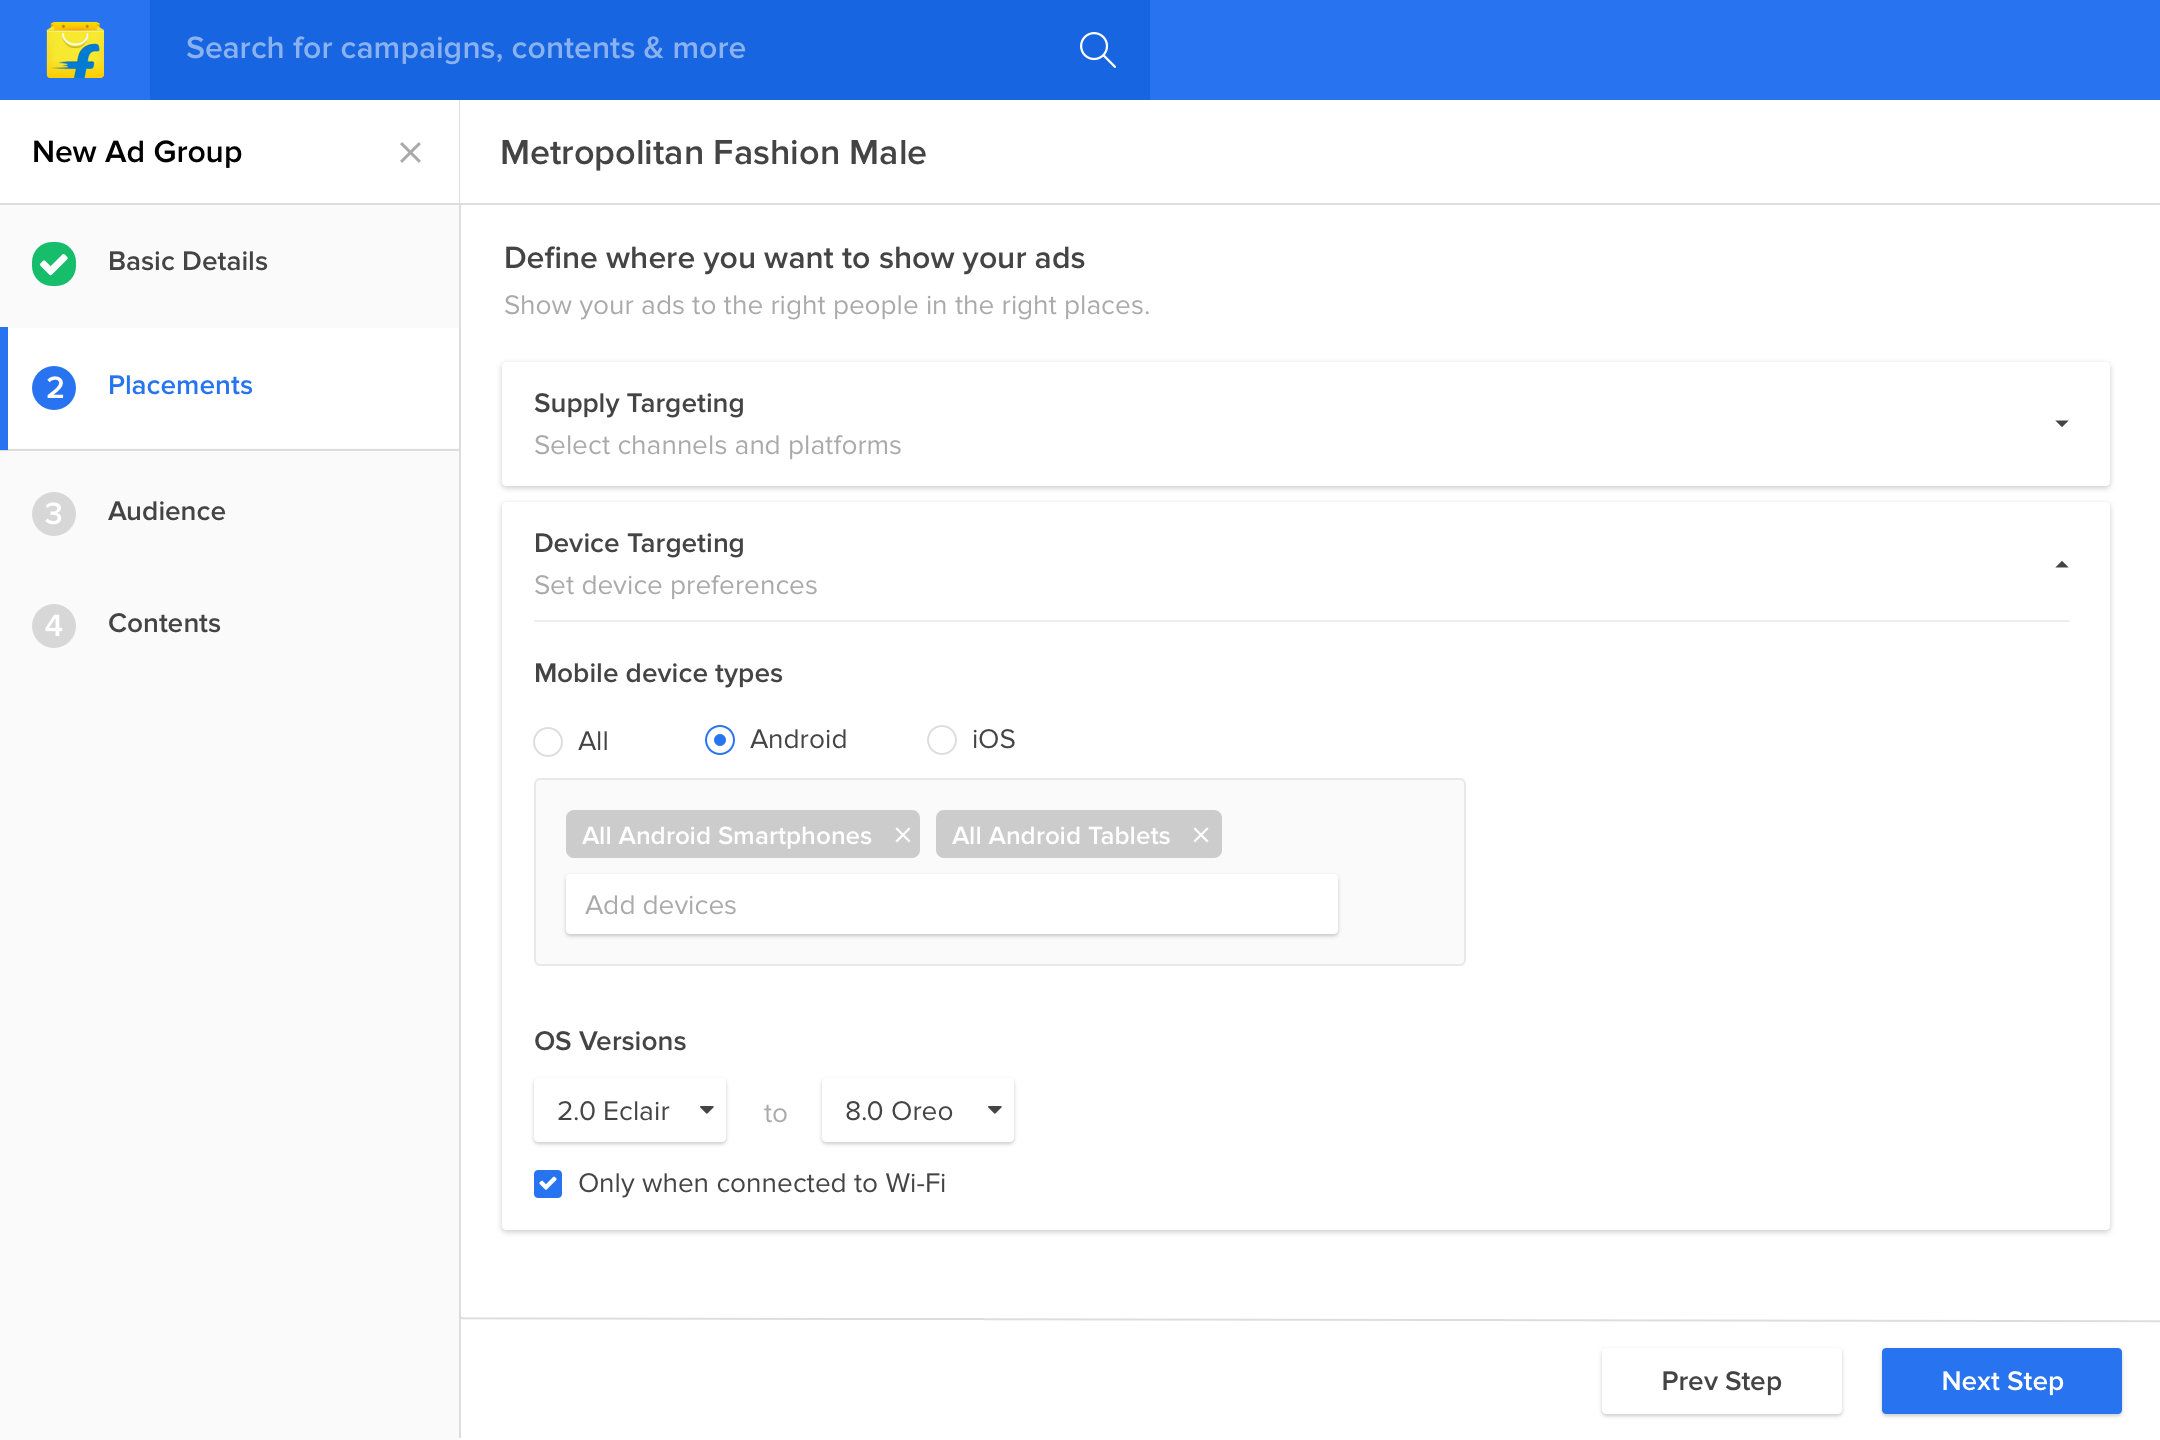 Search for campaigns, contents & more
New Ad Group
Metropolitan Fashion Male
Basic Details
2 Placements
3 Audience
4 Contents
Define where you want to show your ads
Show your ads to the right people in the right places.
Supply Targeting
Select channels and platforms
Device Targeting
Set device preferences
Mobile device types
All Android iOS
All Android Smartphones All Android Tablets
Add devices
OS Versions
2.0 Eclair to 8.0 Oreo
Only when connected to Wi-Fi
Prev Step Next Step